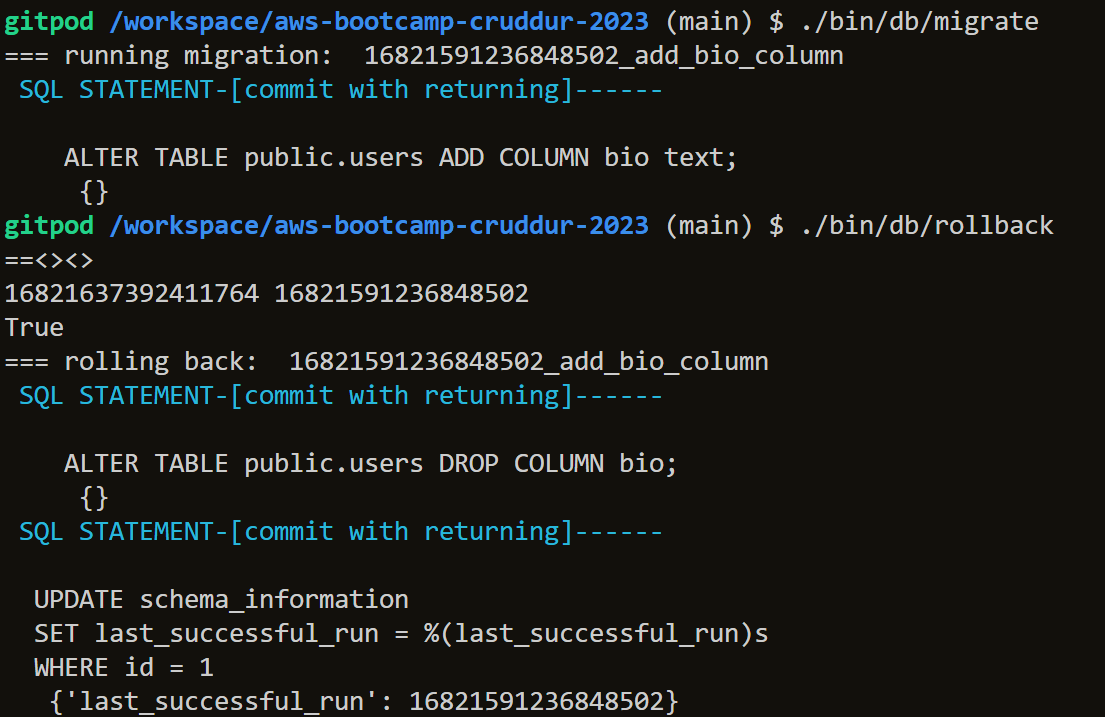 gitpod /workspace/aws-bootcamp-cruddur-2023 (main) $ ./bin/db/migrate
=== running migration:  16821591236848502_add_bio_column
 SQL STATEMENT-[commit with returning]------

    ALTER TABLE public.users ADD COLUMN bio text;
     {}
gitpod /workspace/aws-bootcamp-cruddur-2023 (main) $ ./bin/db/rollback
==<><>
16821637392411764 16821591236848502
True
=== rolling back:  16821591236848502_add_bio_column
 SQL STATEMENT-[commit with returning]------

    ALTER TABLE public.users DROP COLUMN bio;
     {}
 SQL STATEMENT-[commit with returning]------

  UPDATE schema_information
  SET last_successful_run = %(last_successful_run)s
  WHERE id = 1
   {'last_successful_run': 16821591236848502}